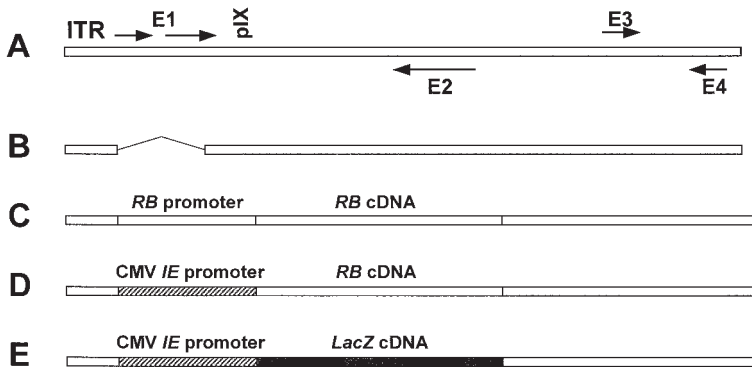 A
ITR E1 pIX E3
E2 E4
B
C
RB promoter RB cDNA
D
CMV IE promoter RB cDNA
E
CMV IE promoter LacZ cDNA